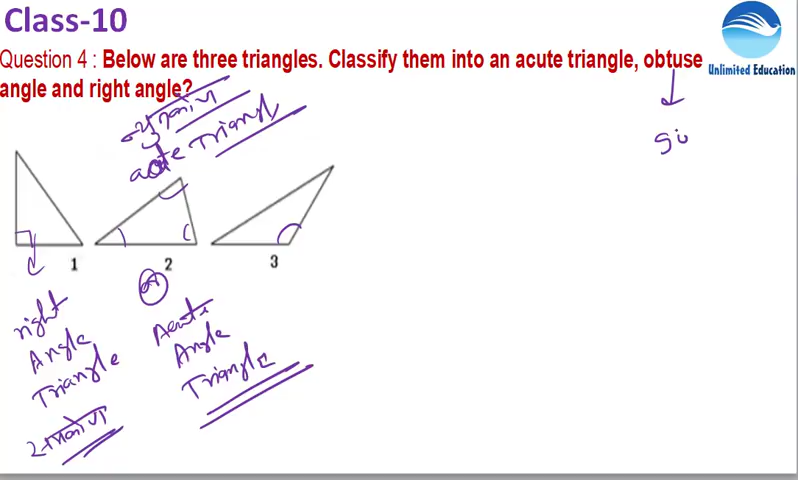 Class-10
Question 4 : Below are three triangles. Classify them into an acute triangle, obtuse
angle and right angle?
Unlimited Education
न्यूनकोण
acute Triangle
1
2
3
right
Angle
Triangle
Acute
Angle
Triangle